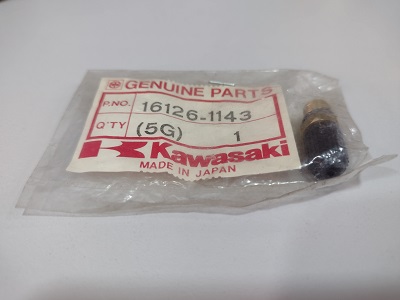 GENUINE PARTS
P.NO. 16126-1143
Q'TY (5G) 1
Kawasaki
MADE IN JAPAN